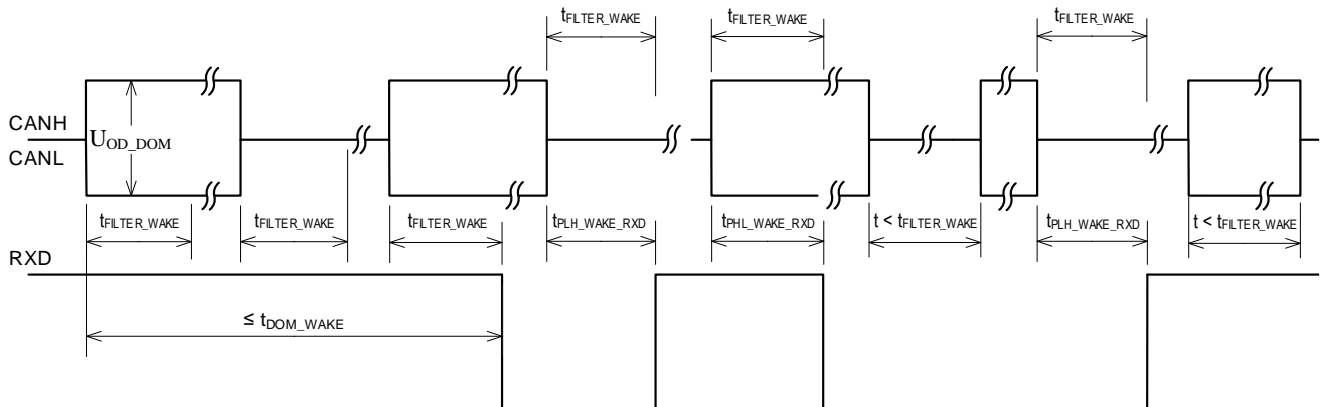 tFILTER_WAKE tFILTER_WAKE tFILTER_WAKE
CANH
UOD_DOM
CANL
tFILTER_WAKE tFILTER_WAKE tFILTER_WAKE tPLH_WAKE_RXD tPHL_WAKE_RXD t < tFILTER_WAKE tPLH_WAKE_RXD t < tFILTER_WAKE
RXD
≤ tDOM_WAKE